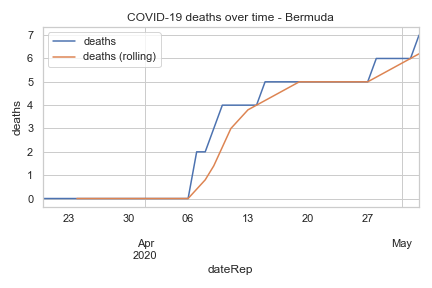 COVID-19 deaths over time - Bermuda
deaths
deaths (rolling)
deaths
7
6
5
4
3
2
1
0
23 30 06 13 20 27
Apr May
2020
dateRep